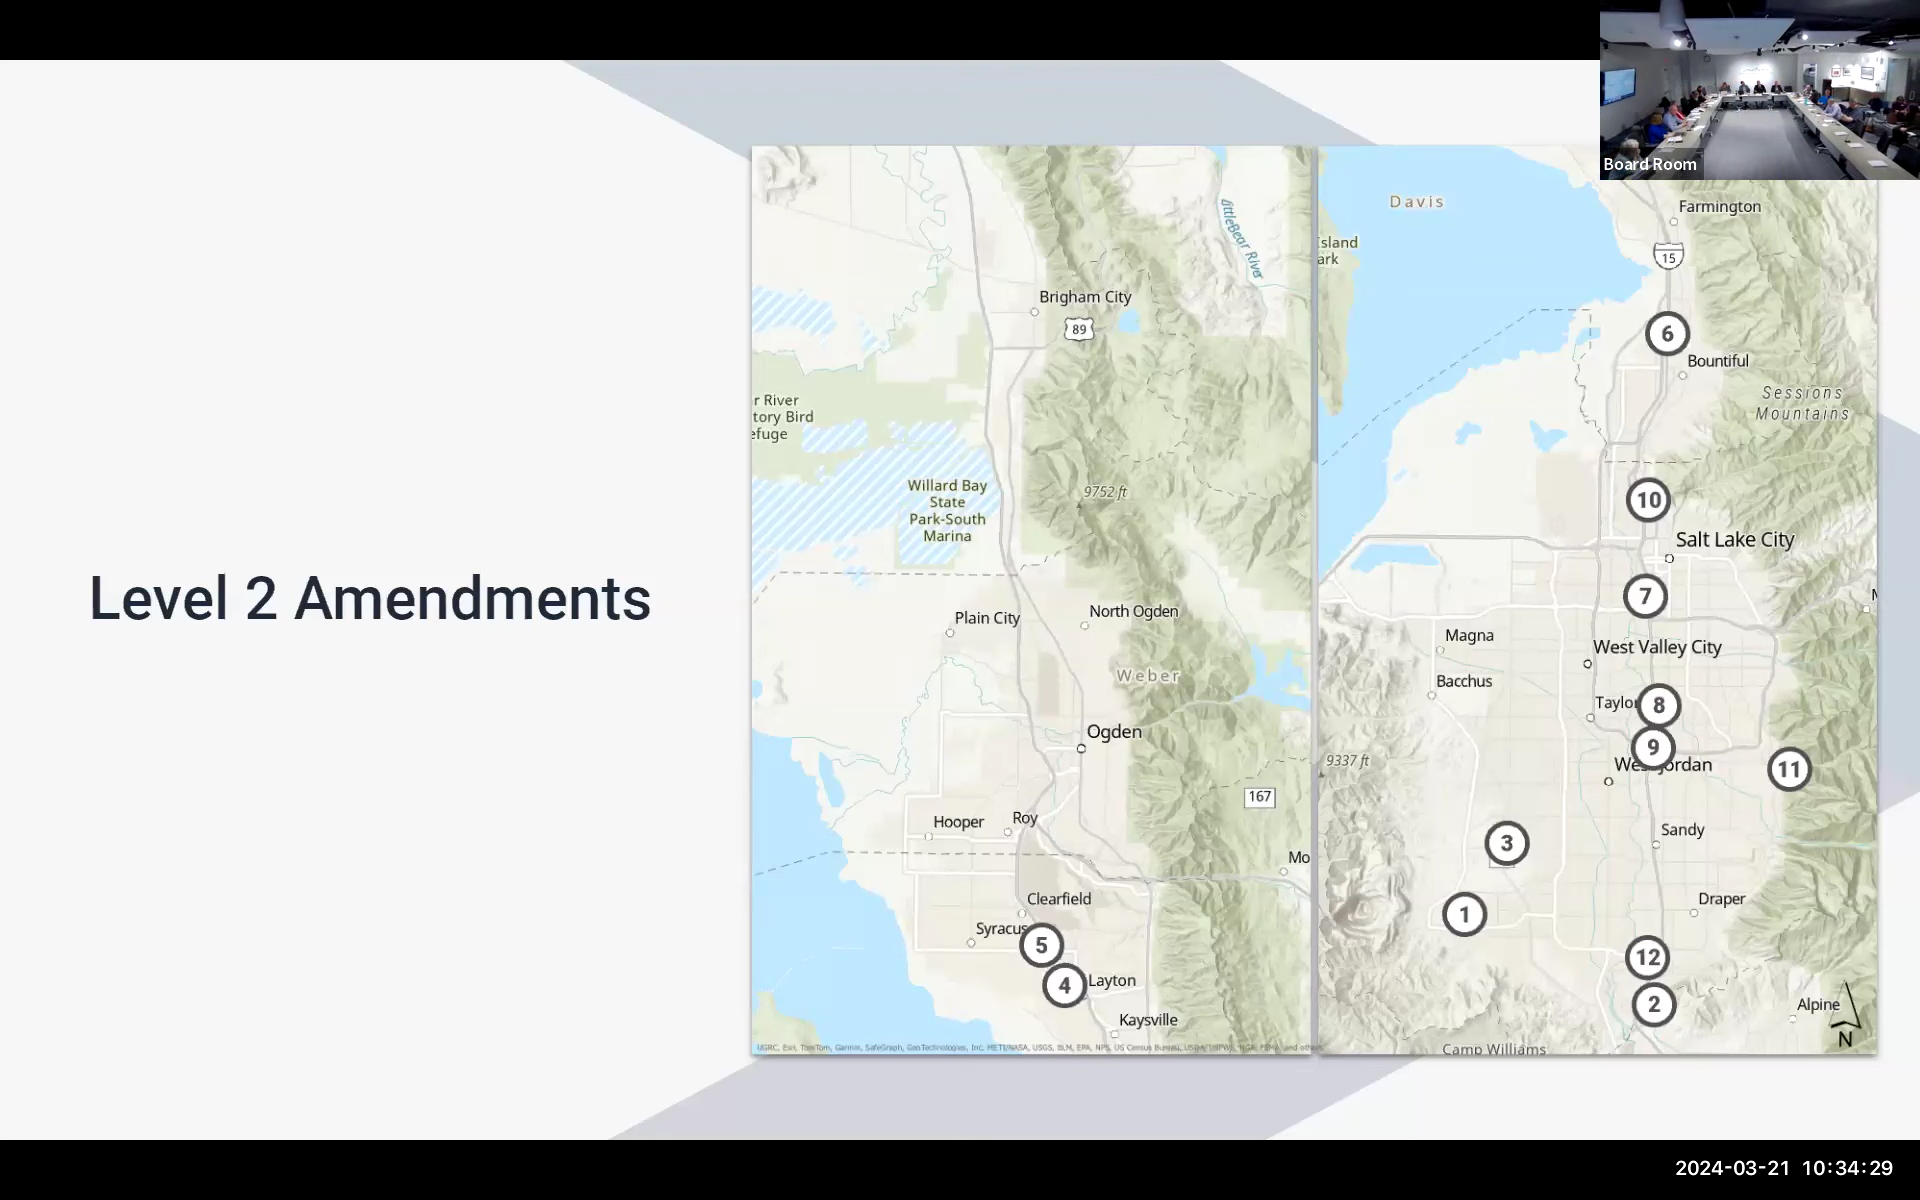 Board Room
Level 2 Amendments
Brigham City
89
r River
tory Bird
efuge
Willard Bay
State
Park-South
Marina
9752 ft
Plain City
North Ogden
Weber
Ogden
167
Hooper
Roy
Mo
Clearfield
Syracus
5
4
Layton
Kaysville
Davis
Island
ark
Farmington
15
6
Bountiful
Sessions
Mountains
10
Salt Lake City
7
Magna
West Valley City
Bacchus
Taylor
8
9
9337 ft
11
Sandy
3
1
Draper
12
2
Alpine
N
Camp Williams
2024-03-21 10:34:29